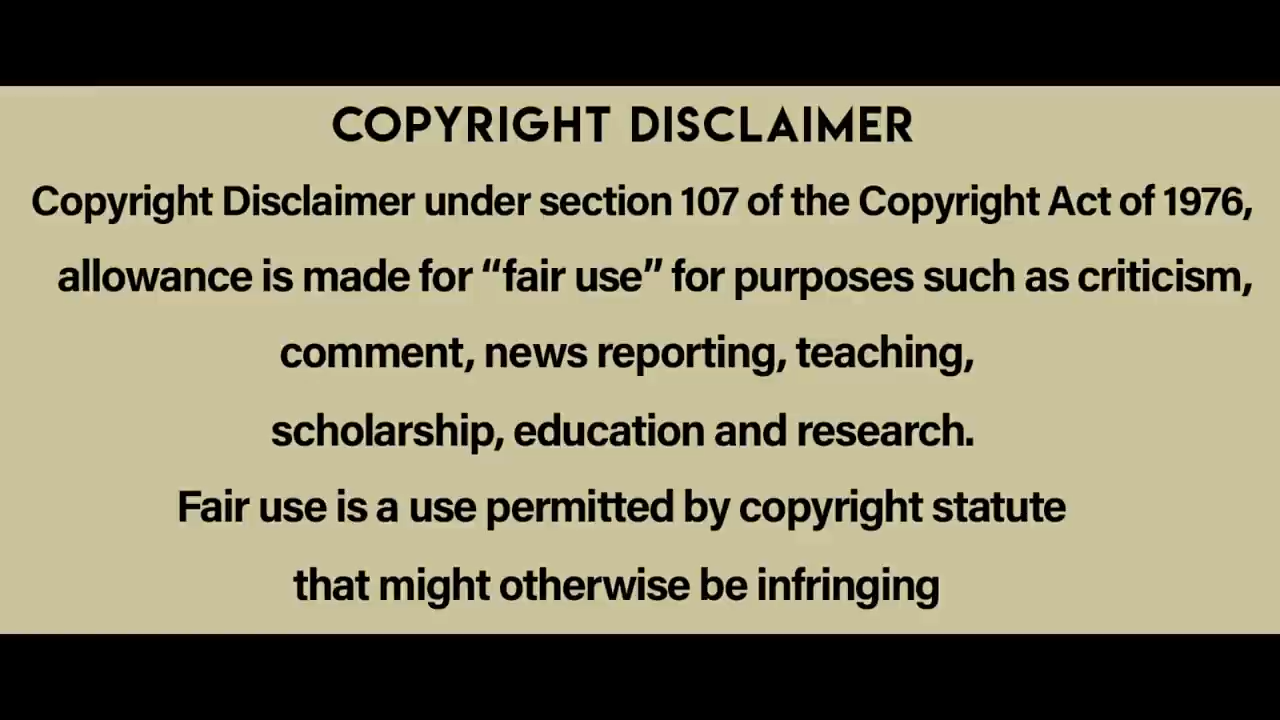 COPYRIGHT DISCLAIMER
Copyright Disclaimer under section 107 of the Copyright Act of 1976,
allowance is made for “fair use” for purposes such as criticism,
comment, news reporting, teaching,
scholarship, education and research.
Fair use is a use permitted by copyright statute
that might otherwise be infringing